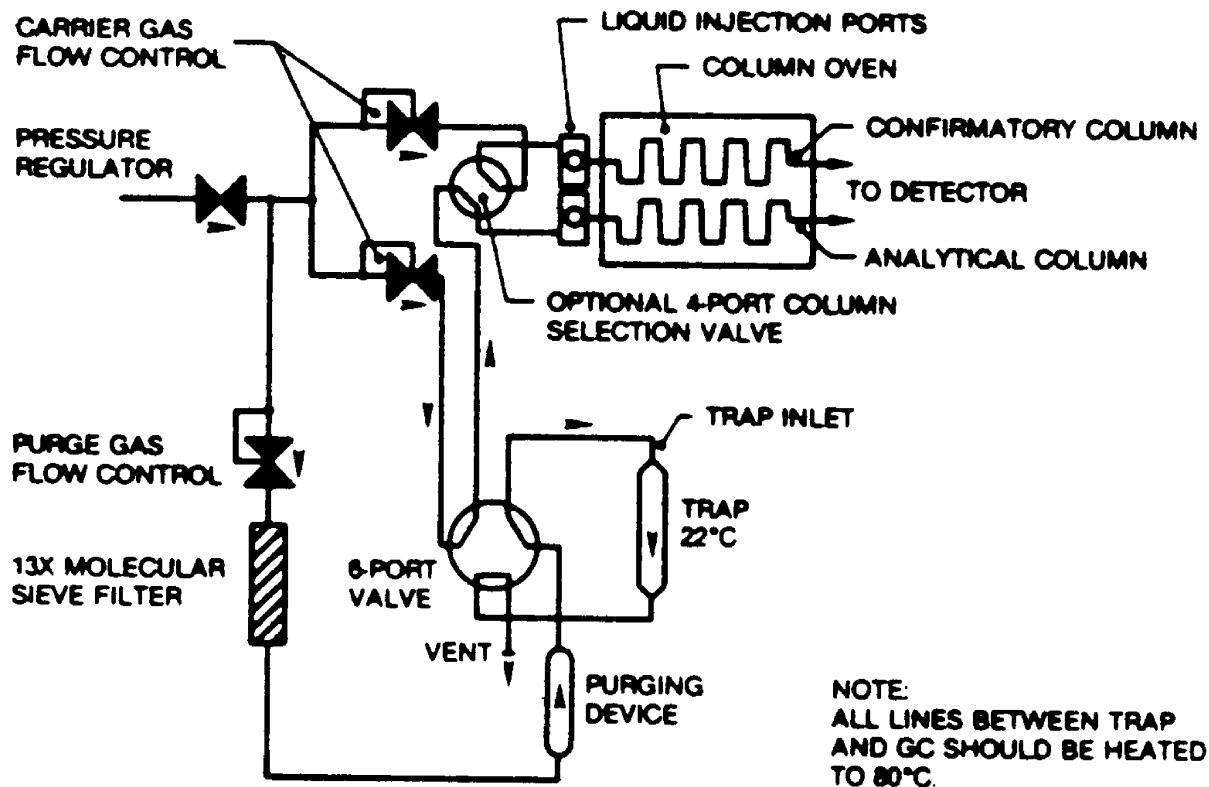 CARRIER GAS
FLOW CONTROL
LIQUID INJECTION PORTS
COLUMN OVEN
CONFIRMATORY COLUMN
PRESSURE
REGULATOR
TO DETECTOR
ANALYTICAL COLUMN
OPTIONAL 4-PORT COLUMN
SELECTION VALVE
TRAP INLET
PURGE GAS
FLOW CONTROL
TRAP
22°C
13X MOLECULAR
SIEVE FILTER
6-PORT
VALVE
VENT
PURGING
DEVICE
NOTE:
ALL LINES BETWEEN TRAP
AND GC SHOULD BE HEATED
TO 80°C.